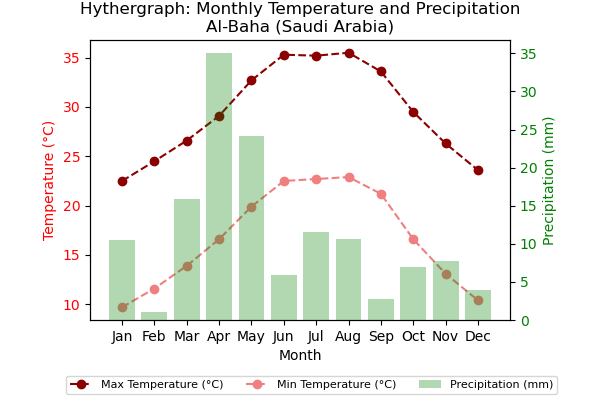 Hythergraph: Monthly Temperature and Precipitation
Al-Baha (Saudi Arabia)
Temperature (°C)
35
30
25
20
15
10
35
30
25
20
15
10
5
0
Precipitation (mm)
Jan Feb Mar Apr May Jun Jul Aug Sep Oct Nov Dec
Month
Max Temperature (°C) Min Temperature (°C) Precipitation (mm)